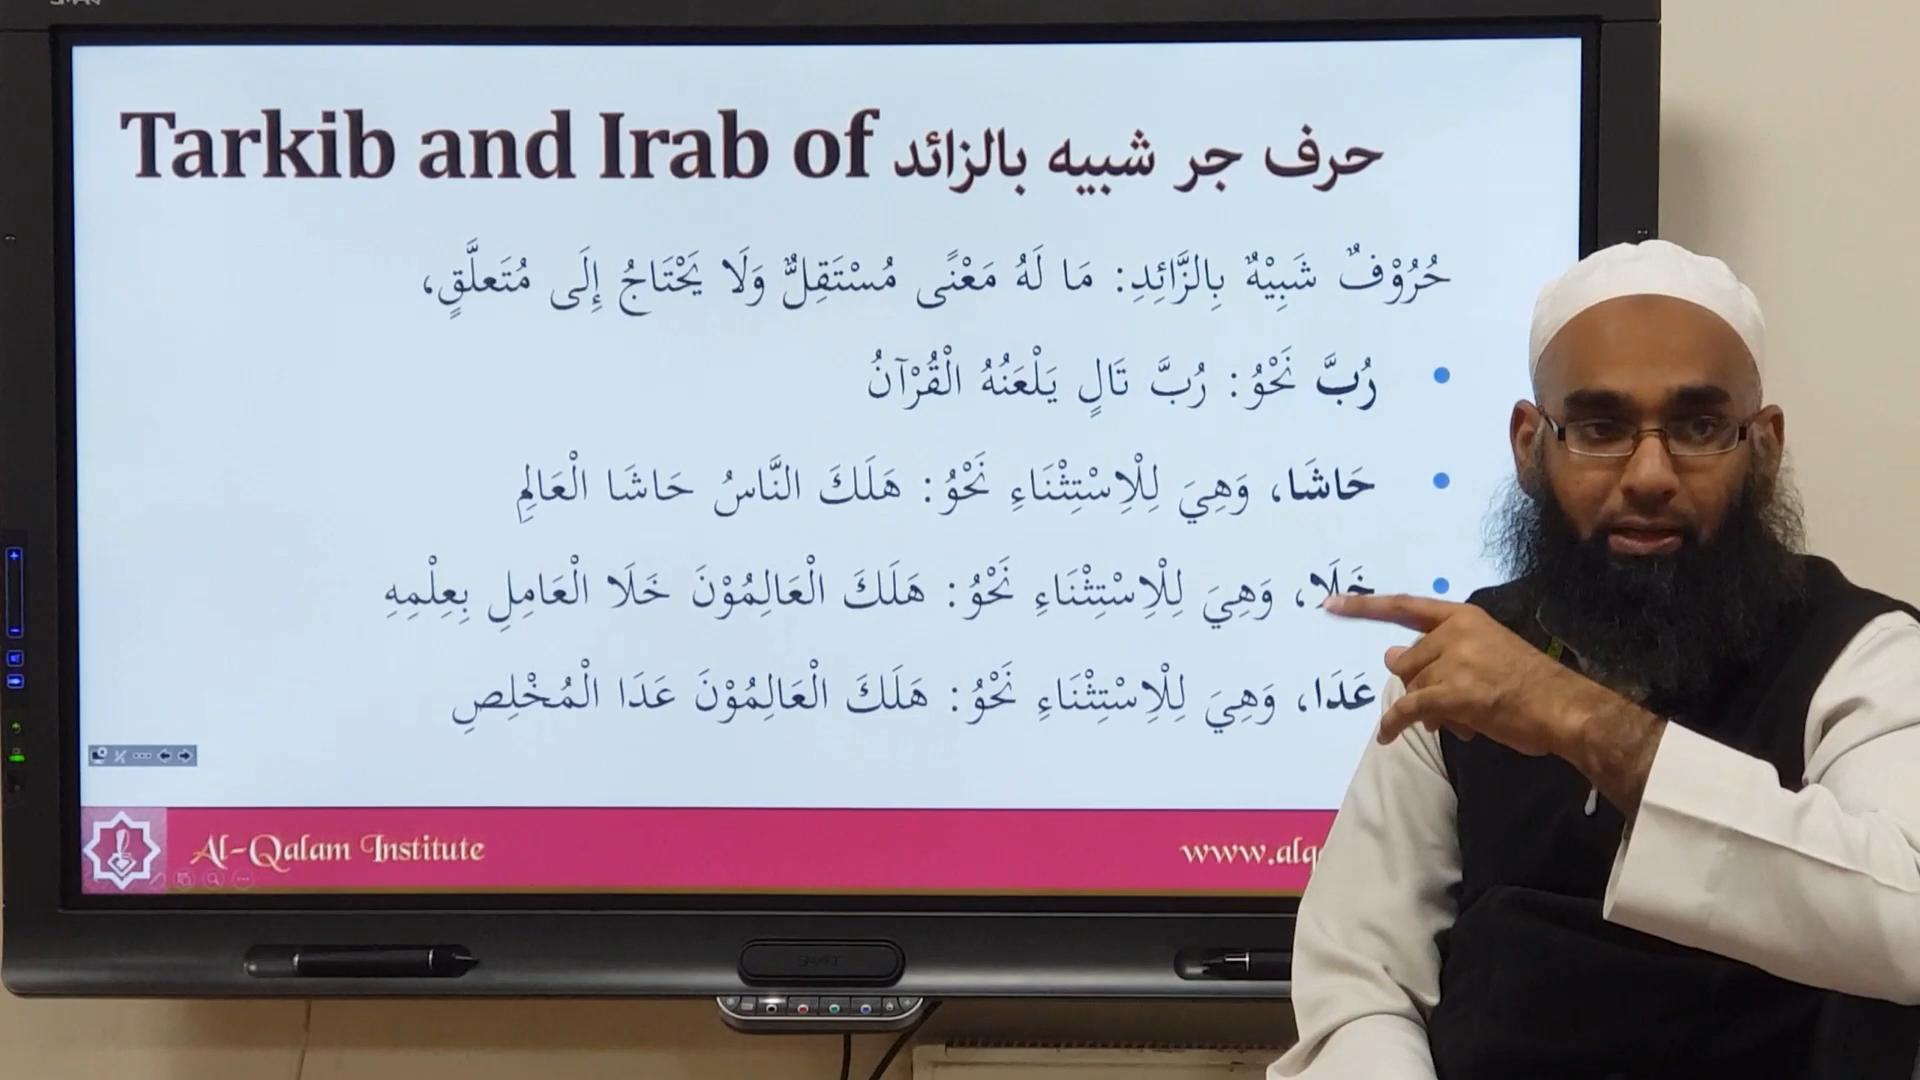 Tarkib and Irab of حرف جر شبيه بالزائد
حُرُوْفٌ شَبِيْهٌ بِالزَّائِدِ: مَا لَهُ مَعْنًى مُسْتَقِلٌّ وَلَا يَحْتَاجُ إِلَى مُتَعلَّقٍ،
• رُبَّ نَحْوُ: رُبَّ تَالٍ يَلْعَنُهُ الْقُرْآنُ
• حَاشَا، وَهِيَ لِلْاِسْتِثْنَاءِ نَحْوُ: هَلَكَ النَّاسُ حَاشَا الْعَالِمِ
• خَلَا، وَهِيَ لِلْاِسْتِثْنَاءِ نَحْوُ: هَلَكَ الْعَالِمُوْنَ خَلَا الْعَامِلِ بِعِلْمِهِ
عَدَا، وَهِيَ لِلْاِسْتِثْنَاءِ نَحْوُ: هَلَكَ الْعَالِمُوْنَ عَدَا الْمُخْلِصِ
Al-Qalam Institute
www.alq
SMART